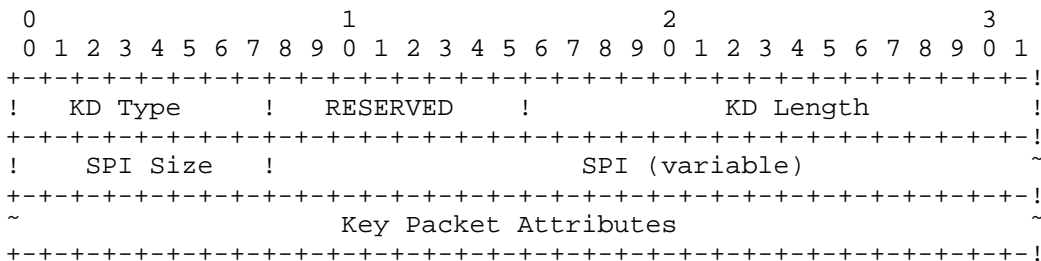 0                   1                   2                   3
 0 1 2 3 4 5 6 7 8 9 0 1 2 3 4 5 6 7 8 9 0 1 2 3 4 5 6 7 8 9 0 1
+-+-+-+-+-+-+-+-+-+-+-+-+-+-+-+-+-+-+-+-+-+-+-+-+-+-+-+-+-+-+-!
!   KD Type     !   RESERVED    !            KD Length          !
+-+-+-+-+-+-+-+-+-+-+-+-+-+-+-+-+-+-+-+-+-+-+-+-+-+-+-+-+-+-+-!
!    SPI Size   !                   SPI (variable)              ~
+-+-+-+-+-+-+-+-+-+-+-+-+-+-+-+-+-+-+-+-+-+-+-+-+-+-+-+-+-+-+-!
~                    Key Packet Attributes                      ~
+-+-+-+-+-+-+-+-+-+-+-+-+-+-+-+-+-+-+-+-+-+-+-+-+-+-+-+-+-+-+-!